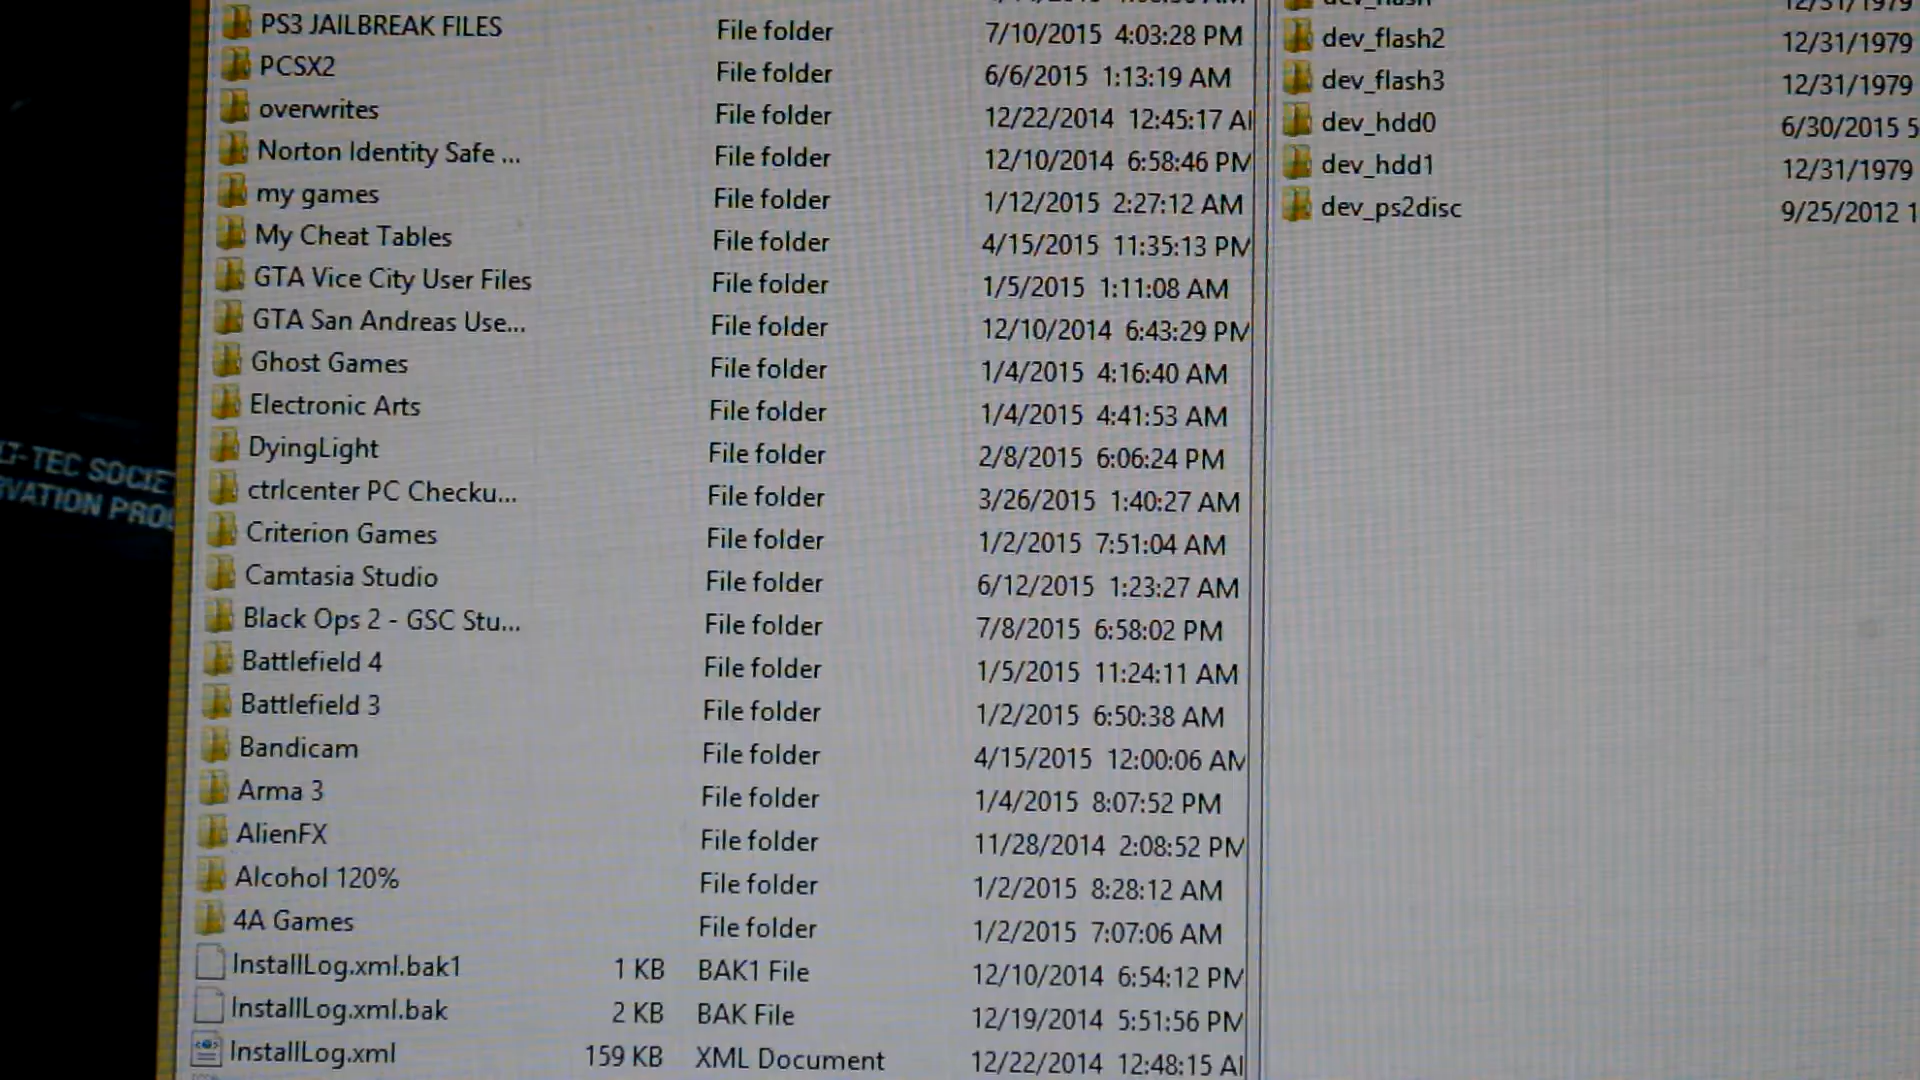 PS3 JAILBREAK FILES File folder 7/10/2015 4:03:28 PM
PCSX2 File folder 6/6/2015 1:13:19 AM
overwrites File folder 12/22/2014 12:45:17 AM
Norton Identity Safe ... File folder 12/10/2014 6:58:46 PM
my games File folder 1/12/2015 2:27:12 AM
My Cheat Tables File folder 4/15/2015 11:35:13 PM
GTA Vice City User Files File folder 1/5/2015 1:11:08 AM
GTA San Andreas Use... File folder 12/10/2014 6:43:29 PM
Ghost Games File folder 1/4/2015 4:16:40 AM
Electronic Arts File folder 1/4/2015 4:41:53 AM
DyingLight File folder 2/8/2015 6:06:24 PM
ctrlcenter PC Checku... File folder 3/26/2015 1:40:27 AM
Criterion Games File folder 1/2/2015 7:51:04 AM
Camtasia Studio File folder 6/12/2015 1:23:27 AM
Black Ops 2 - GSC Stu... File folder 7/8/2015 6:58:02 PM
Battlefield 4 File folder 1/5/2015 11:24:11 AM
Battlefield 3 File folder 1/2/2015 6:50:38 AM
Bandicam File folder 4/15/2015 12:00:06 AM
Arma 3 File folder 1/4/2015 8:07:52 PM
AlienFX File folder 11/28/2014 2:08:52 PM
Alcohol 120% File folder 1/2/2015 8:28:12 AM
4A Games File folder 1/2/2015 7:07:06 AM
InstallLog.xml.bak1 1 KB BAK1 File 12/10/2014 6:54:12 PM
InstallLog.xml.bak 2 KB BAK File 12/19/2014 5:51:56 PM
InstallLog.xml 159 KB XML Document 12/22/2014 12:48:15 A
dev_flash 12/31/1979
dev_flash2 12/31/1979
dev_flash3 12/31/1979
dev_hdd0 6/30/2015 5
dev_hdd1 12/31/1979
dev_ps2disc 9/25/2012 1
-TEC SOCIE
VATION PRO